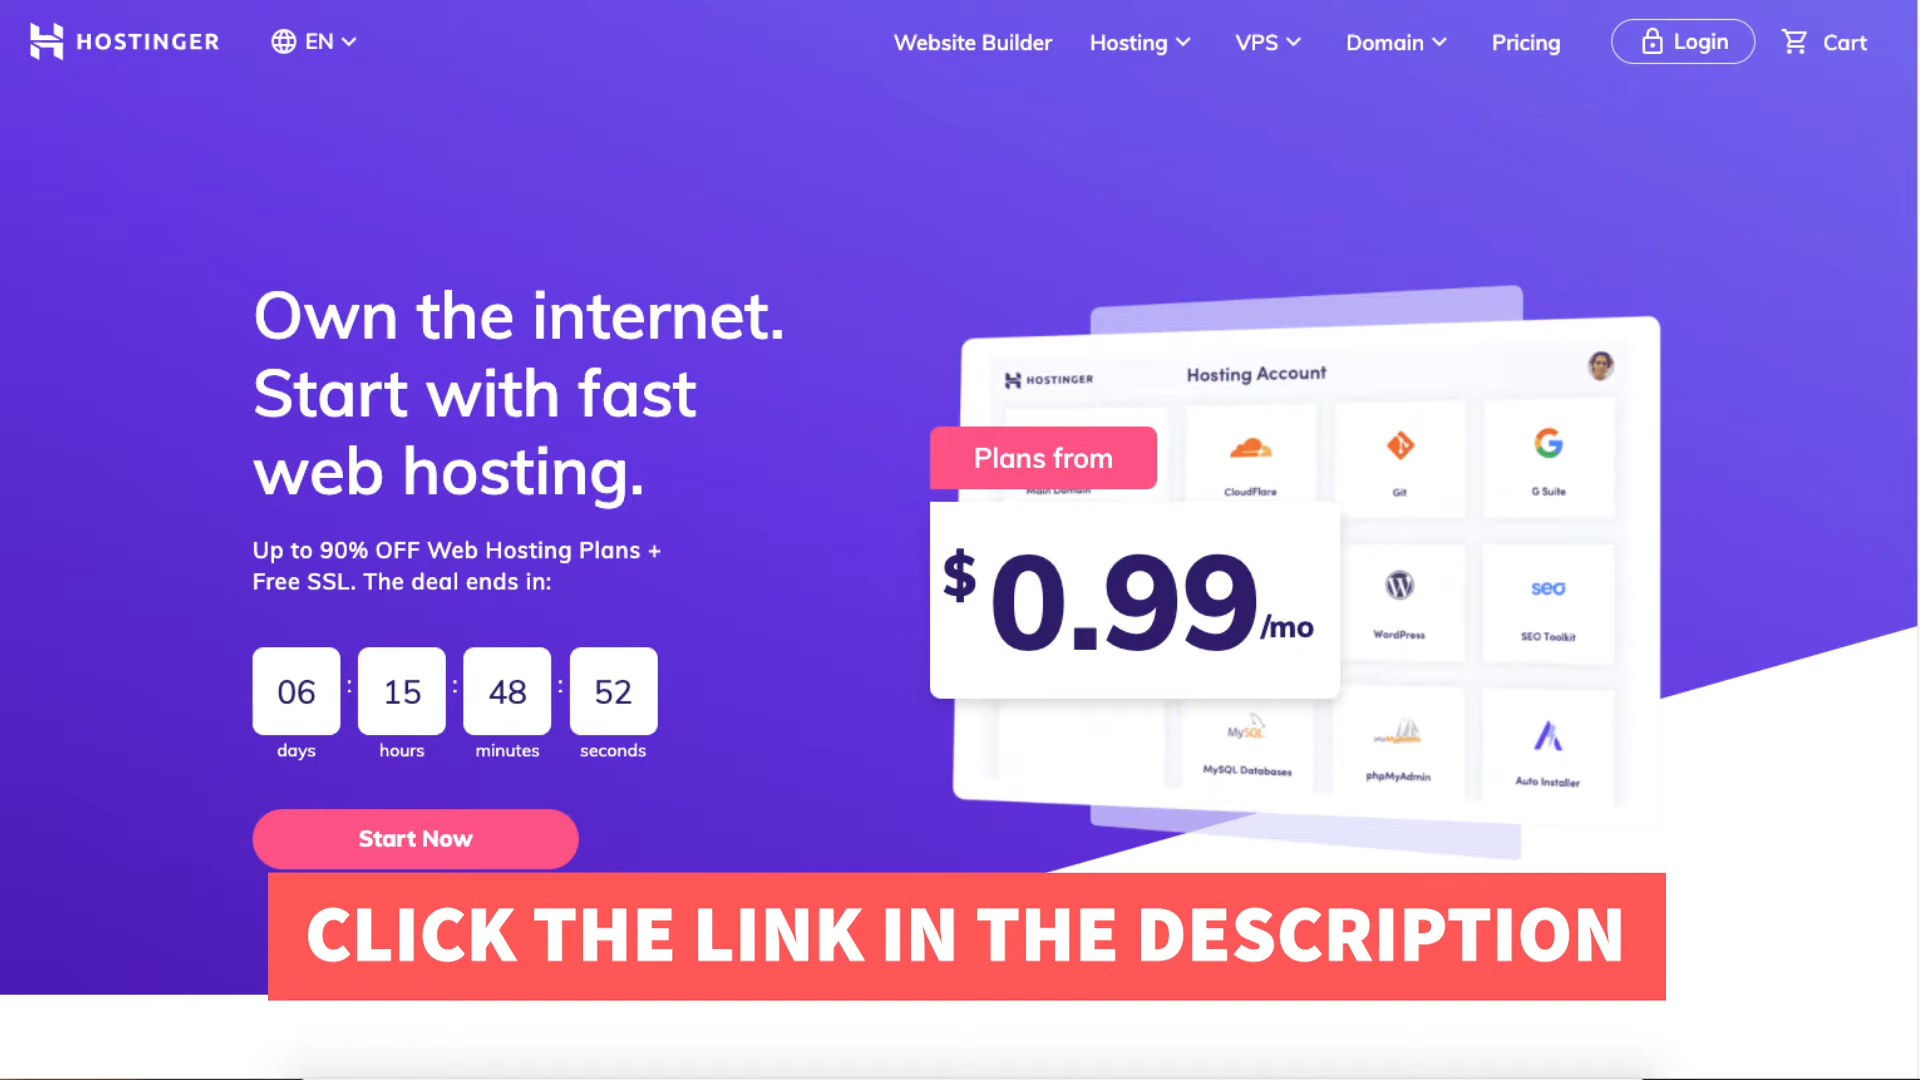 HOSTINGER
EN
Website Builder
Hosting
VPS
Domain
Pricing
Login
Cart
Own the internet.
Start with fast
web hosting.
Up to 90% OFF Web Hosting Plans +
Free SSL. The deal ends in:
06 : 15 : 48 : 52
days hours minutes seconds
Start Now
HOSTINGER
Hosting Account
Plans from
Main Domain
CloudFlare
Git
G Suite
$0.99/mo
WordPress
seo
SEO Toolkit
MySQL
MySQL Databases
phpMyAdmin
Auto Installer
CLICK THE LINK IN THE DESCRIPTION